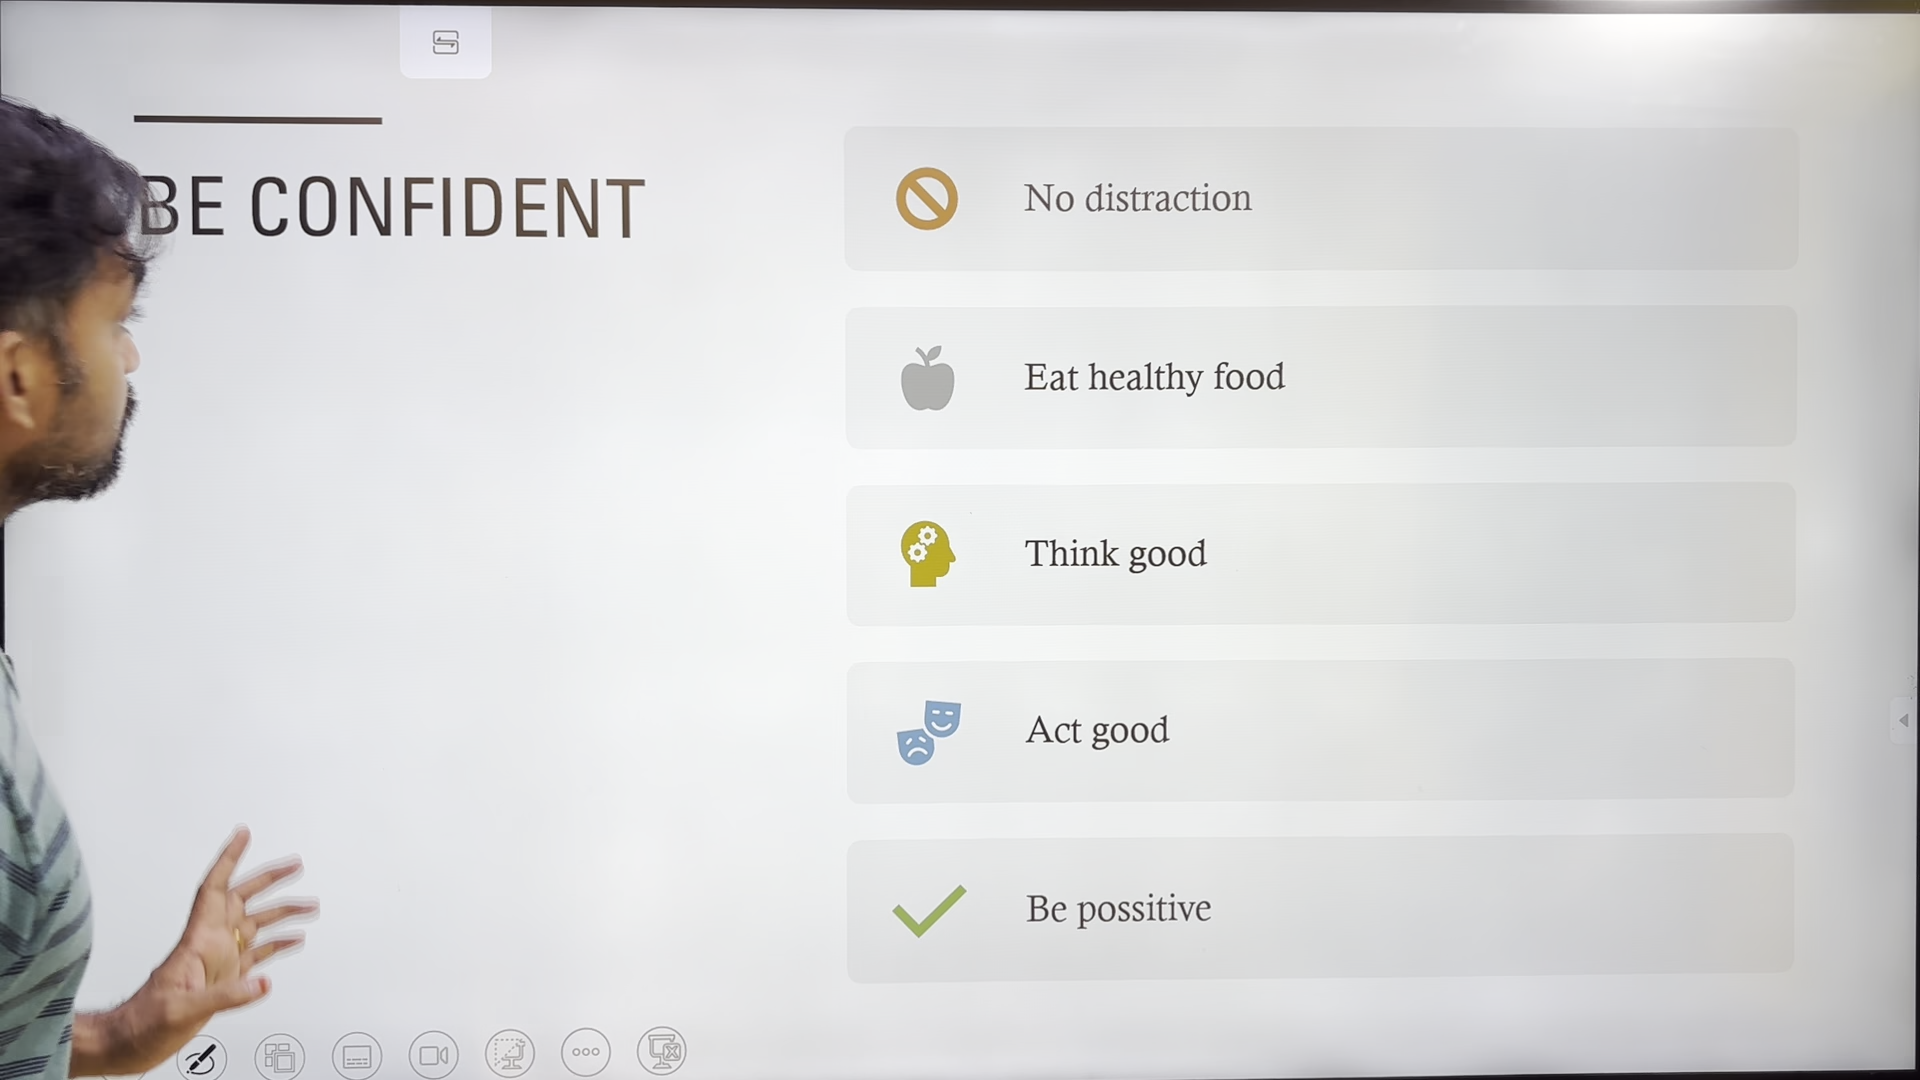 BE CONFIDENT
No distraction
Eat healthy food
Think good
Act good
Be possitive